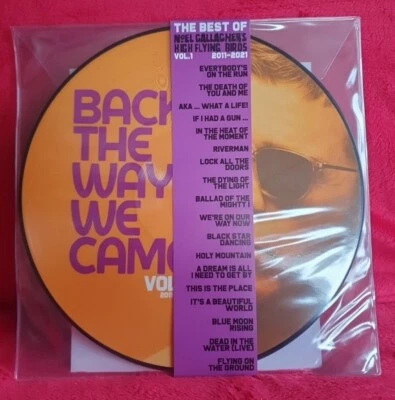 THE BEST OF
NOEL GALLAGHER'S
HIGH FLYING BIRDS
VOL.1 2011-2021
EVERYBODY'S
ON THE RUN
THE DEATH OF
YOU AND ME
AKA ... WHAT A LIFE!
IF I HAD A GUN ...
IN THE HEAT OF
THE MOMENT
RIVERMAN
LOCK ALL THE
DOORS
THE DYING OF
THE LIGHT
BALLAD OF THE
MIGHTY I
WE'RE ON OUR
WAY NOW
BLACK STAR
DANCING
HOLY MOUNTAIN
A DREAM IS ALL
I NEED TO GET BY
THIS IS THE PLACE
IT'S A BEAUTIFUL
WORLD
BLUE MOON
RISING
DEAD IN THE
WATER (LIVE)
FLYING ON
THE GROUND
BACK
THE
WAY
WE
CAME
VOL